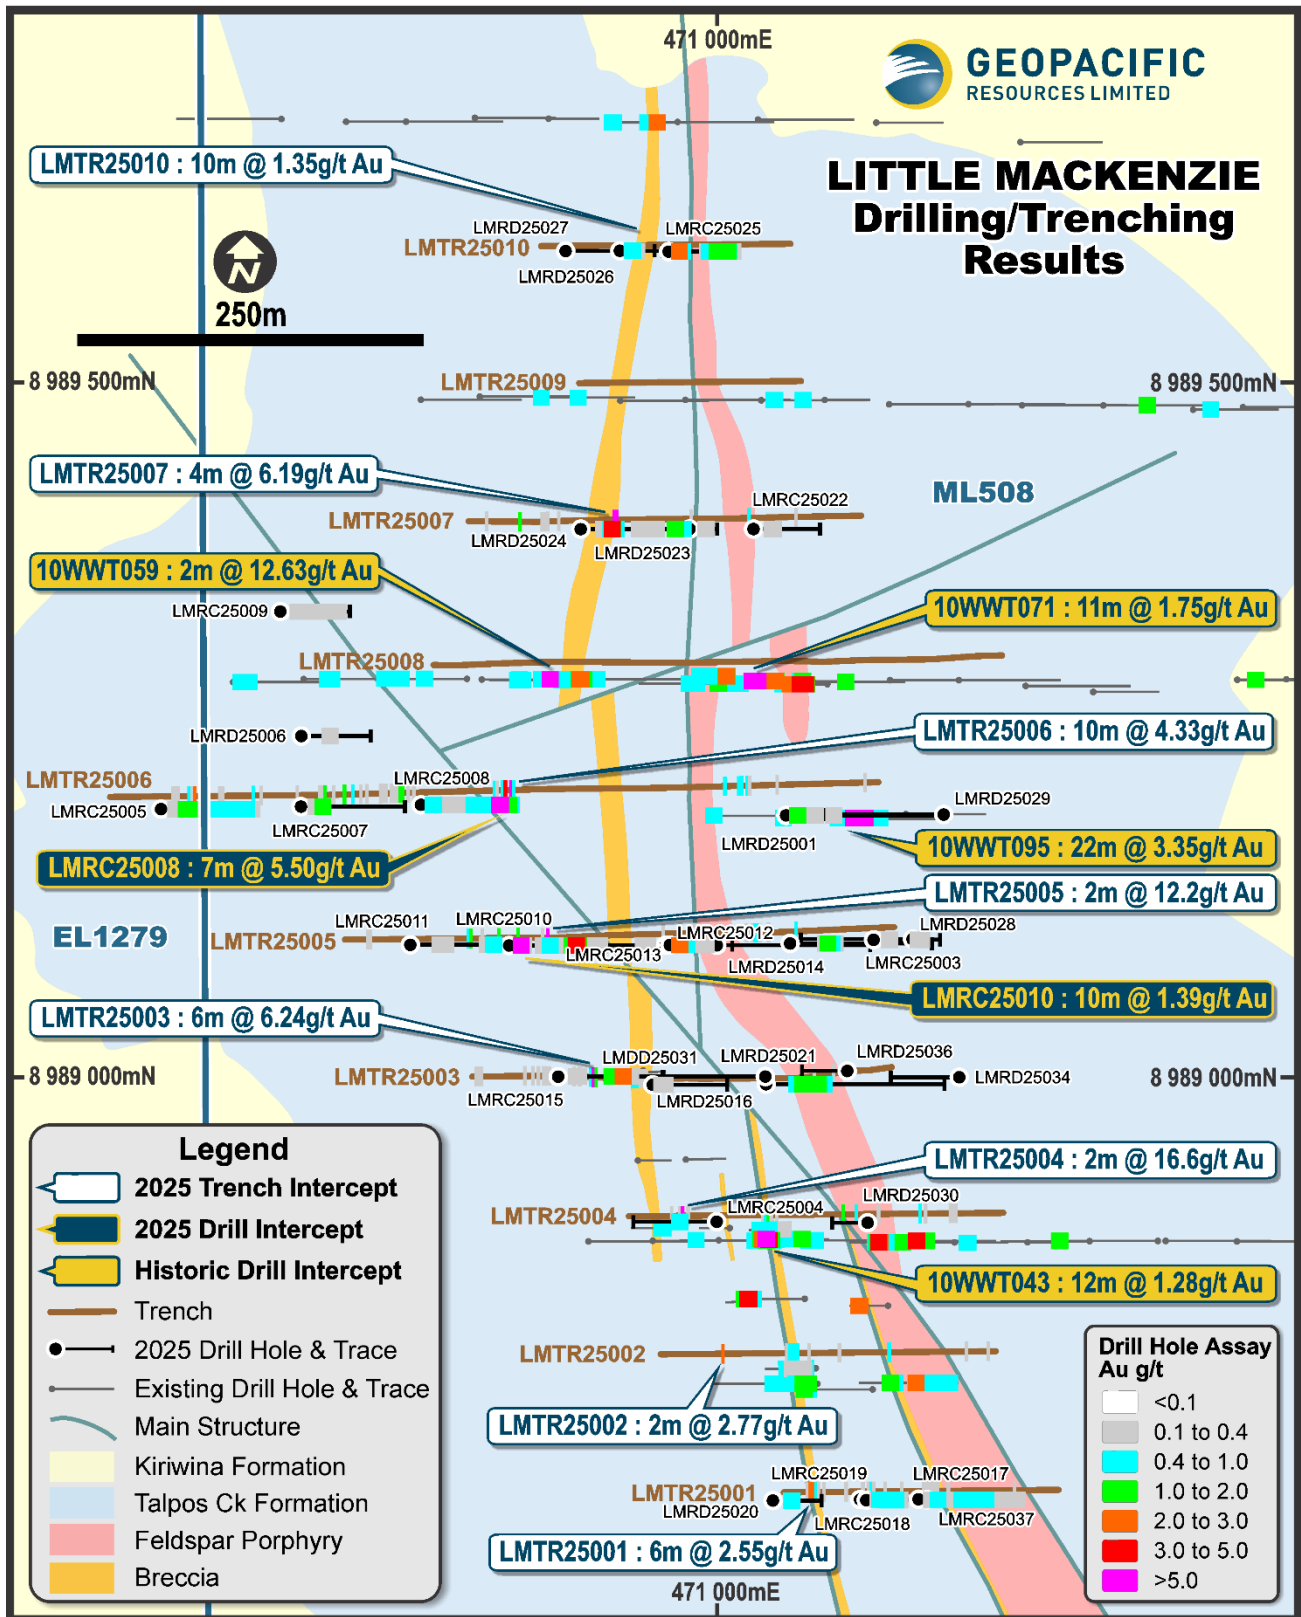 471 000mE
GEOPACIFIC
RESOURCES LIMITED
LITTLE MACKENZIE
Drilling/Trenching
Results
LMTR25010 : 10m @ 1.35g/t Au
LMRD25027
LMRC25025
LMTR25010
LMRD25026
N
250m
8 989 500mN
8 989 500mN
LMTR25009
LMTR25007 : 4m @ 6.19g/t Au
ML508
LMRC25022
LMTR25007
LMRD25024
LMRD25023
10WWT059 : 2m @ 12.63g/t Au
10WWT071 : 11m @ 1.75g/t Au
LMRC25009
LMTR25008
LMTR25006 : 10m @ 4.33g/t Au
LMRD25006
LMTR25006
LMRC25008
LMRC25005
LMRC25007
LMRD25029
LMRD25001
10WWT095 : 22m @ 3.35g/t Au
LMRC25008 : 7m @ 5.50g/t Au
LMTR25005 : 2m @ 12.2g/t Au
LMRC25011
LMRC25010
LMRC25012
LMRD25028
EL1279
LMTR25005
LMRC25013
LMRD25014
LMRC25003
LMRC25010 : 10m @ 1.39g/t Au
LMTR25003 : 6m @ 6.24g/t Au
LMDD25031
LMRD25021
LMRD25036
8 989 000mN
LMTR25003
LMRD25034
8 989 000mN
LMRC25015
LMRD25016
LMTR25004 : 2m @ 16.6g/t Au
LMRC25004
LMRD25030
LMTR25004
10WWT043 : 12m @ 1.28g/t Au
LMTR25002
LMTR25002 : 2m @ 2.77g/t Au
LMRC25019
LMRC25017
LMTR25001
LMRD25020
LMRC25018
LMRC25037
LMTR25001 : 6m @ 2.55g/t Au
471 000mE
Legend
2025 Trench Intercept
2025 Drill Intercept
Historic Drill Intercept
Trench
2025 Drill Hole & Trace
Existing Drill Hole & Trace
Main Structure
Kiriwina Formation
Talpos Ck Formation
Feldspar Porphyry
Breccia
Drill Hole Assay
Au g/t
<0.1
0.1 to 0.4
0.4 to 1.0
1.0 to 2.0
2.0 to 3.0
3.0 to 5.0
>5.0